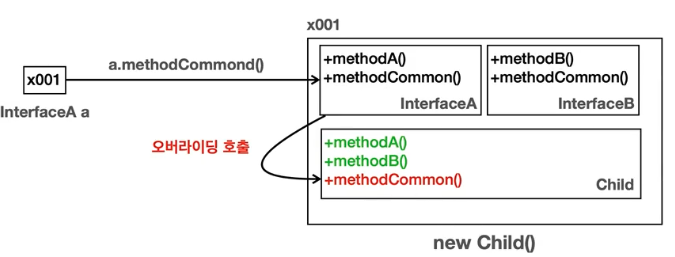 x001
a.methodCommond()
x001
InterfaceA a
+methodA()
+methodCommon()
InterfaceA
+methodB()
+methodCommon()
InterfaceB
오버라이딩 호출
+methodA()
+methodB()
+methodCommon()
Child
new Child()